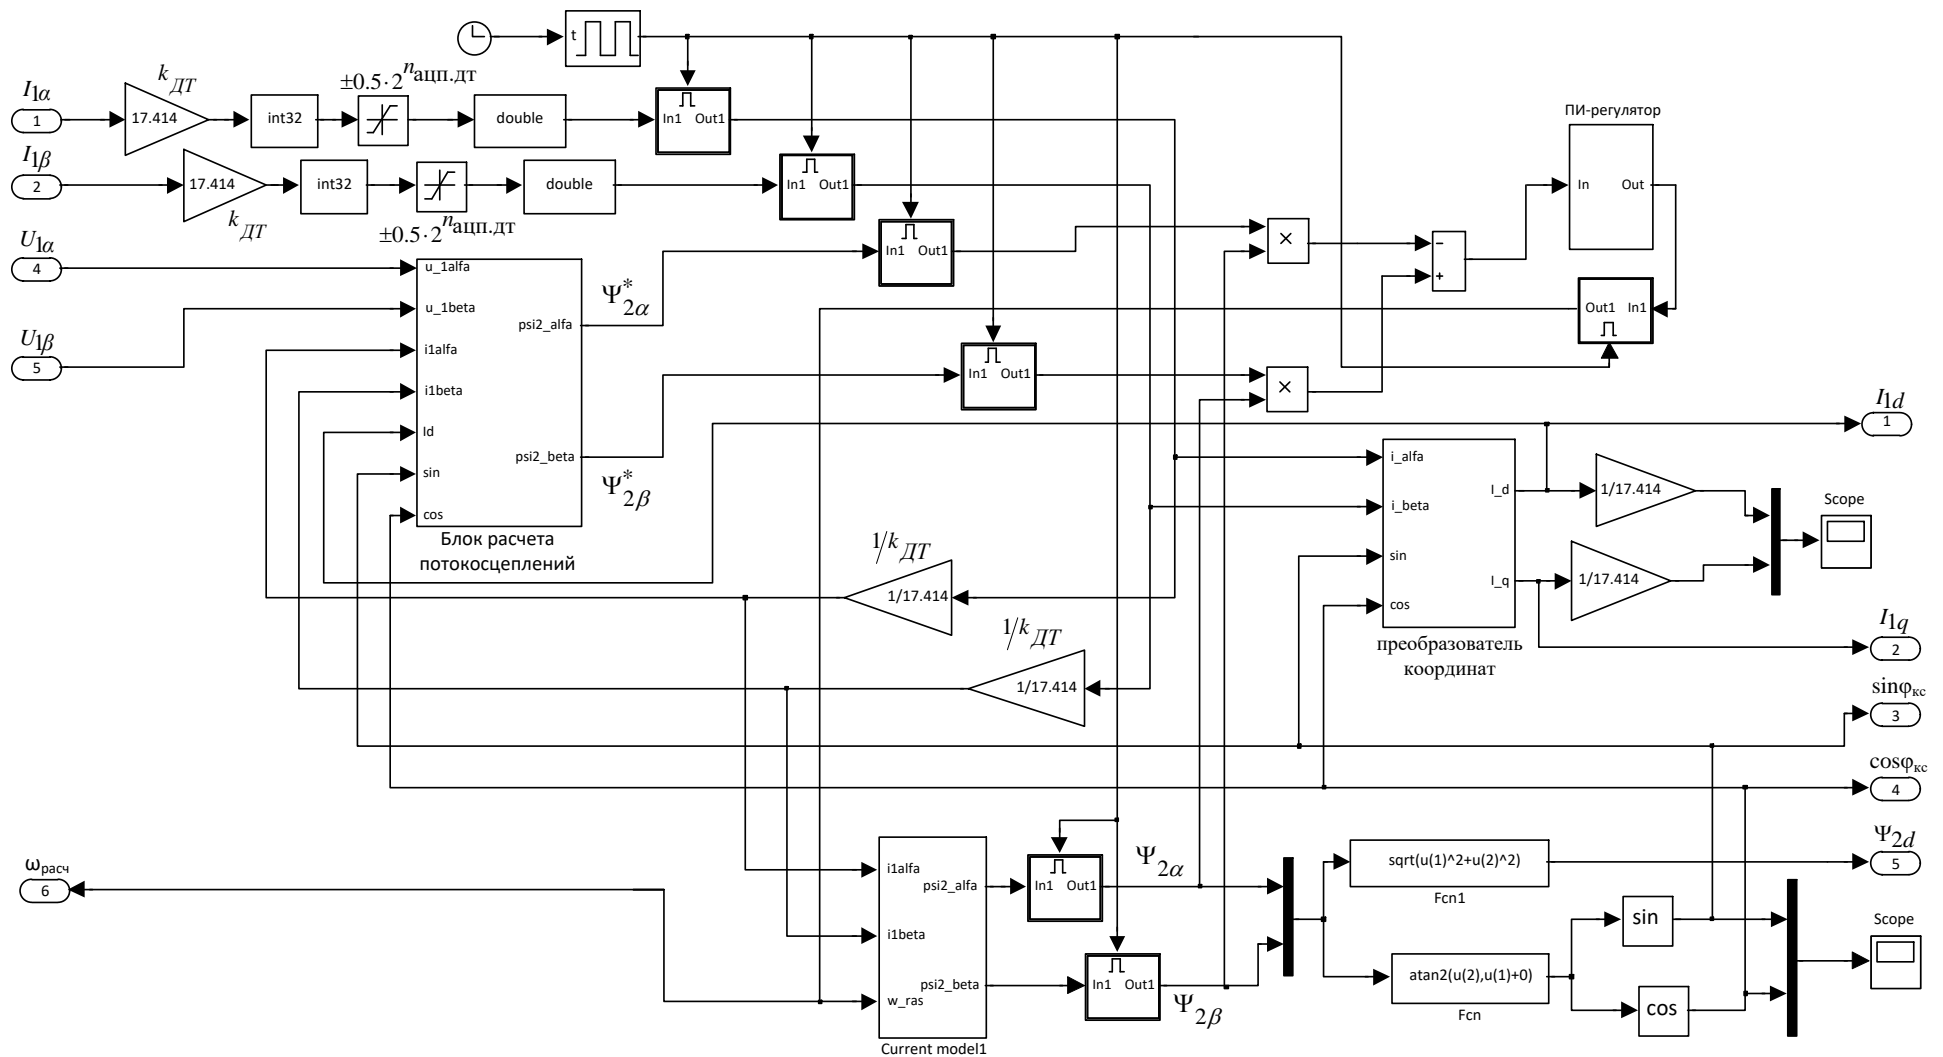 t
k ДТ
I1α
1
17.414
int32
±0.5·2^nацп.дт
double
In1 Out1
ПИ-регулятор
I1β
2
17.414
k ДТ
int32
±0.5·2^nацп.дт
double
In1 Out1
In Out
U1α
4
In1 Out1
×
-
+
U1β
5
u_1alfa
u_1beta
i1alfa
i1beta
Id
sin
cos
psi2_alfa
psi2_beta
Блок расчета
потокосцеплений
Ψ*2α
Ψ*2β
In1 Out1
×
Out1 In1
I1d
1
i_alfa
i_beta
sin
cos
I_d
I_q
преобразователь
координат
1/17.414
1/17.414
Scope
1/k ДТ
1/17.414
1/k ДТ
1/17.414
I1q
2
sinφкс
3
cosφкс
4
Ψ2d
5
ωрасч
6
i1alfa
i1beta
w_ras
psi2_alfa
psi2_beta
Current model1
In1 Out1
Ψ2α
In1 Out1
Ψ2β
sqrt(u(1)^2+u(2)^2)
Fcn1
atan2(u(2),u(1)+0)
Fcn
sin
cos
Scope